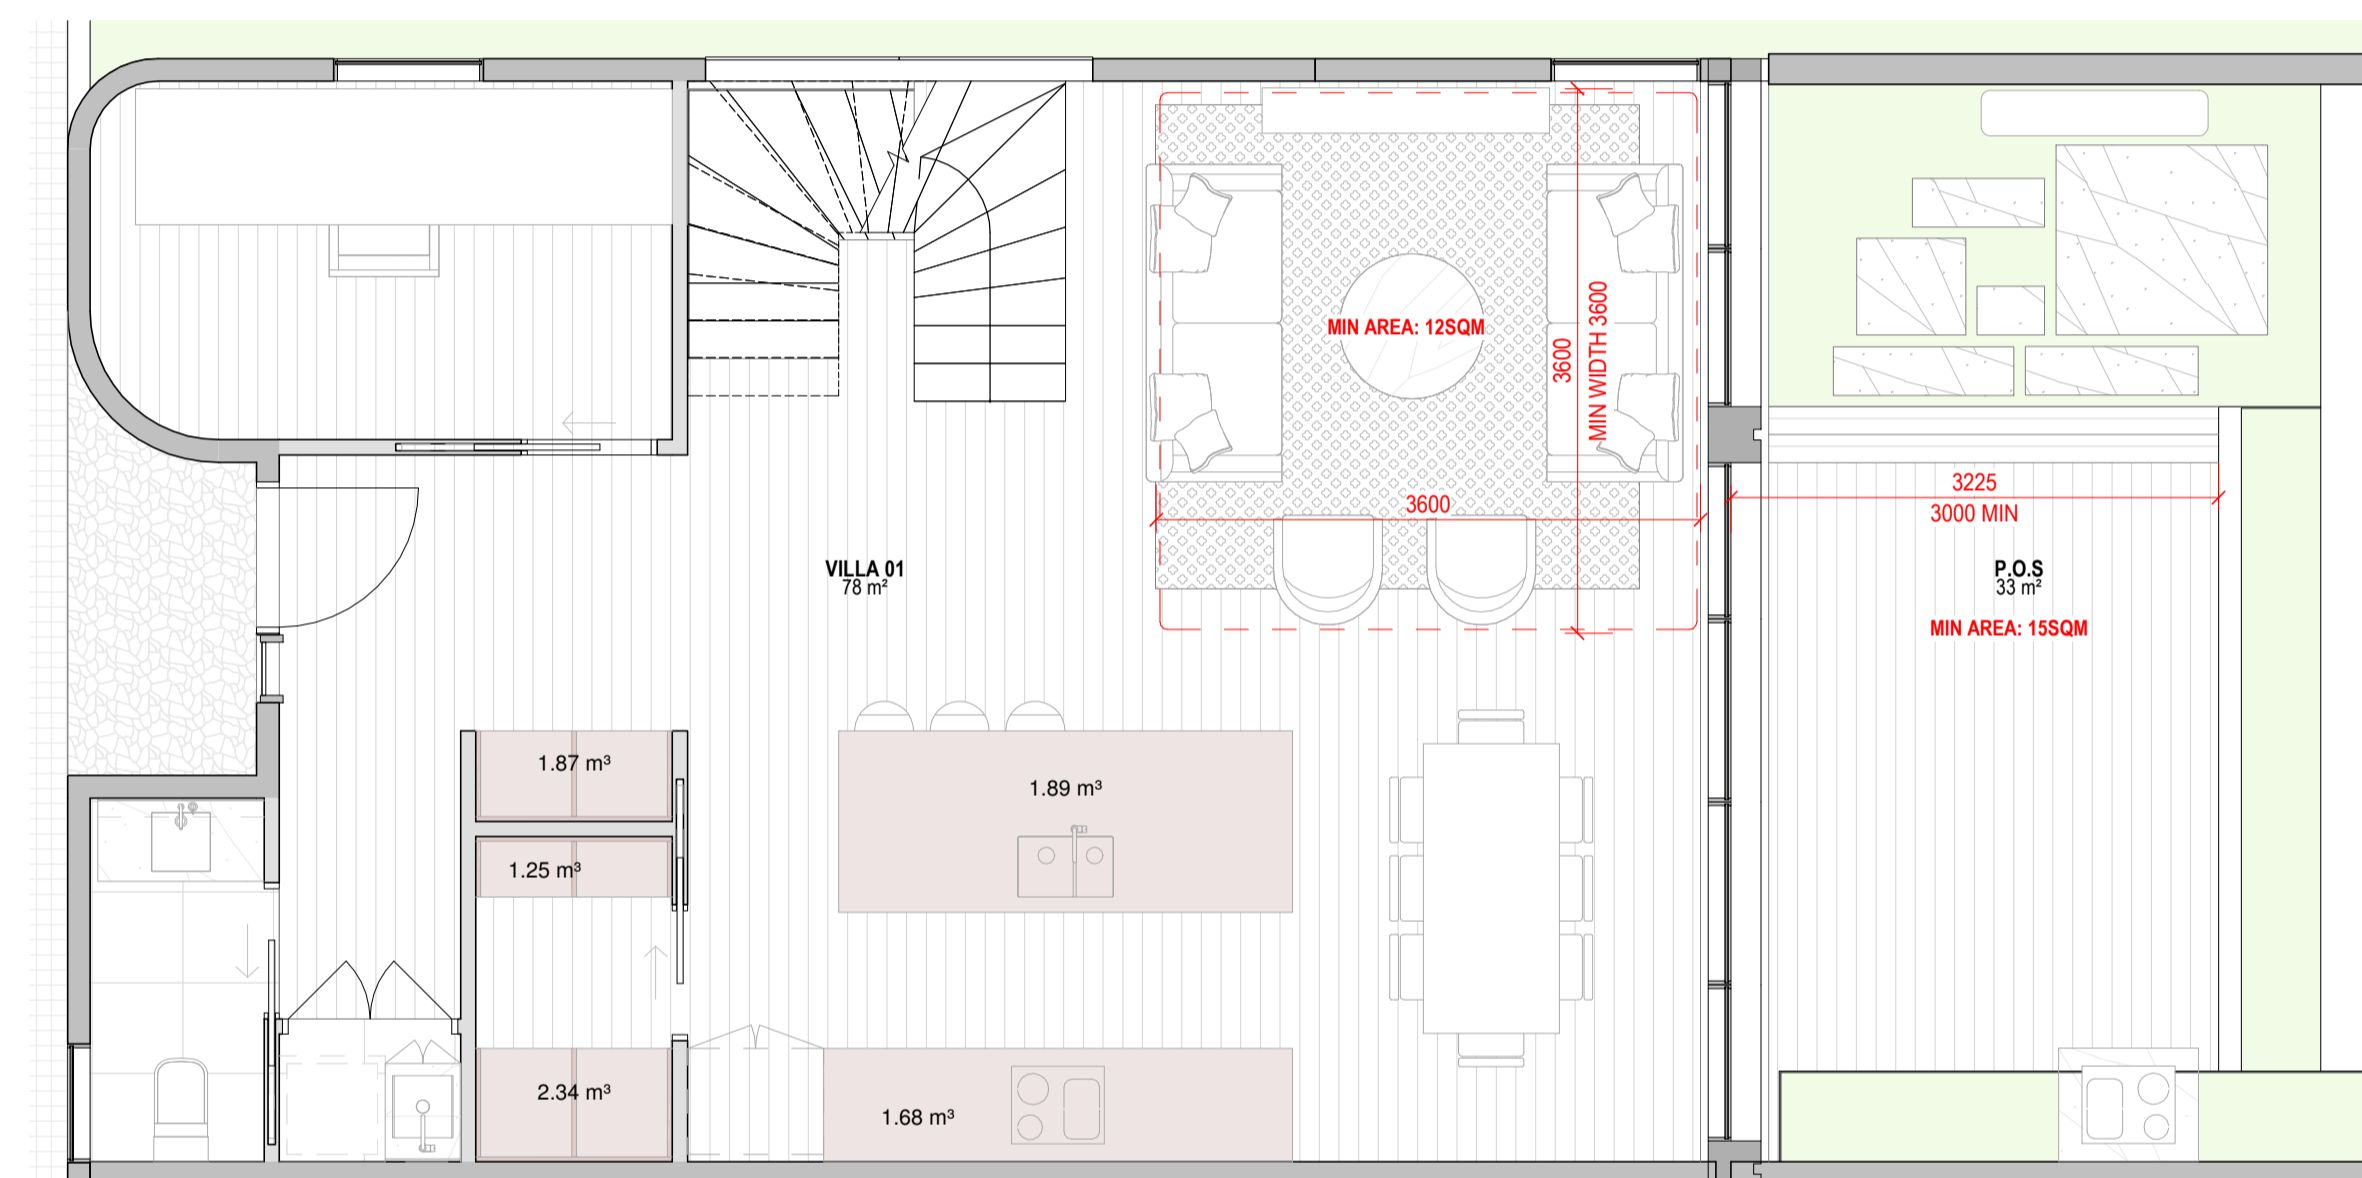 MIN AREA: 12SQM
3600
MIN WIDTH 3600
3600
3225
3000 MIN
VILLA 01
78 m²
P.O.S
33 m²
MIN AREA: 15SQM
1.87 m³
1.89 m³
1.25 m³
2.34 m³
1.68 m³